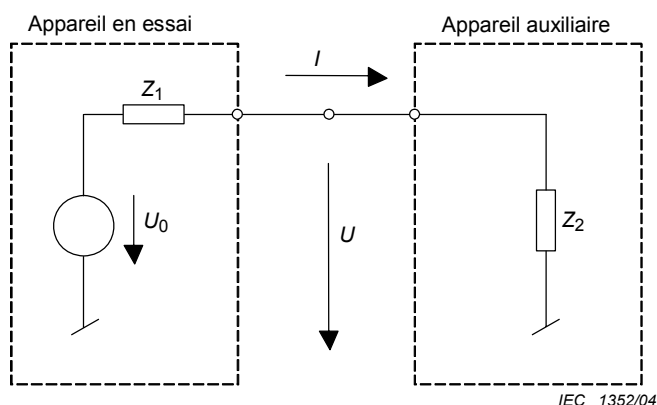 Appareil en essai
Appareil auxiliaire
I
Z1
U0
U
Z2
IEC 1352/04